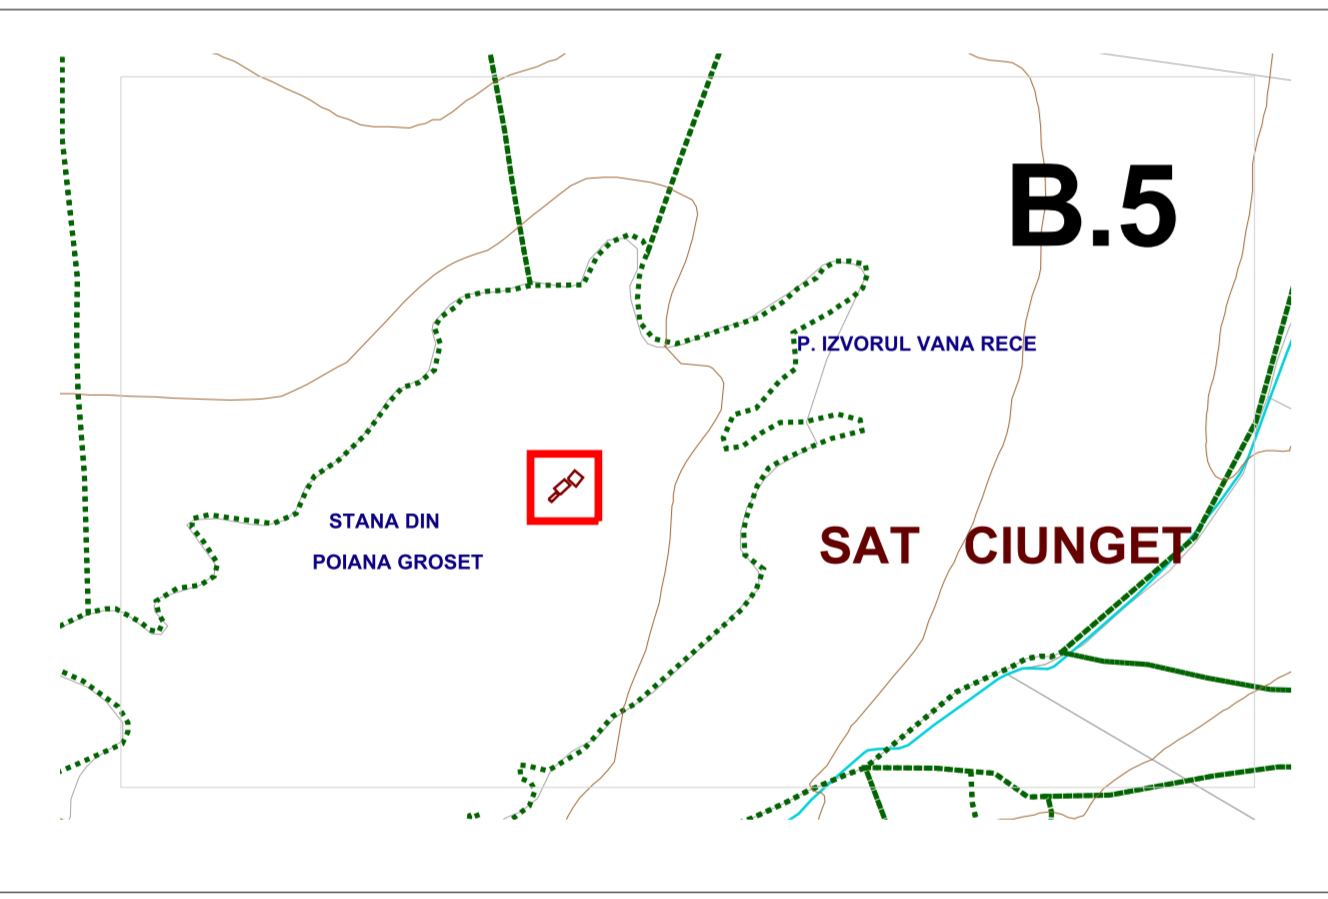 B.5
P. IZVORUL VANA RECE
STANA DIN
POIANA GROSET
SAT CIUNGET